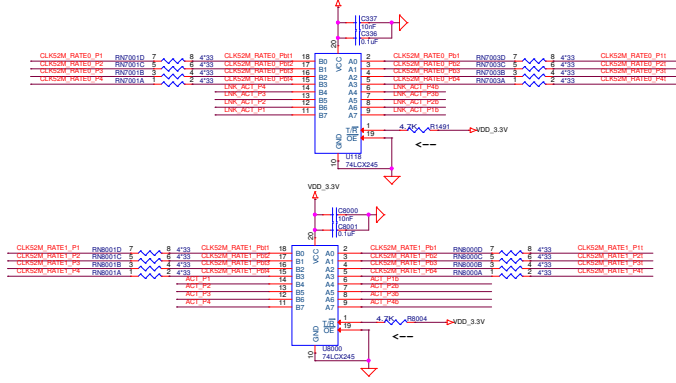 C337
10nF
C336
0.1uF
20
VCC
CLK52M_RATE0_P1 RN7001D 7 8 4*33 CLK52M_RATE0_Pbt1 18 B0 A0 2 CLK52M_RATE0_Pb1 RN7003D 7 8 4*33 CLK52M_RATE0_P1t
CLK52M_RATE0_P2 RN7001C 5 6 4*33 CLK52M_RATE0_Pbt2 17 B1 A1 3 CLK52M_RATE0_Pb2 RN7003C 5 6 4*33 CLK52M_RATE0_P2t
CLK52M_RATE0_P3 RN7001B 3 4 4*33 CLK52M_RATE0_Pbt3 16 B2 A2 4 CLK52M_RATE0_Pb3 RN7003B 3 4 4*33 CLK52M_RATE0_P3t
CLK52M_RATE0_P4 RN7001A 1 2 4*33 CLK52M_RATE0_Pbt4 15 B3 A3 5 CLK52M_RATE0_Pb4 RN7003A 1 2 4*33 CLK52M_RATE0_P4t
LNK_ACT_P4 14 B4 A4 6 LNK_ACT_P4b
LNK_ACT_P3 13 B5 A5 7 LNK_ACT_P3b
LNK_ACT_P2 12 B6 A6 8 LNK_ACT_P2b
LNK_ACT_P1 11 B7 A7 9 LNK_ACT_P1b
T/R 1 4.7K R1491 VDD_3.3V
OE 19
<--
GND
10
U118
74LCX245
VDD_3.3V
C8000
10nF
C8001
0.1uF
20
VCC
CLK52M_RATE1_P1 RN8001D 7 8 4*33 CLK52M_RATE1_Pbt1 18 B0 A0 2 CLK52M_RATE1_Pb1 RN8000D 7 8 4*33 CLK52M_RATE1_P1t
CLK52M_RATE1_P2 RN8001C 5 6 4*33 CLK52M_RATE1_Pbt2 17 B1 A1 3 CLK52M_RATE1_Pb2 RN8000C 5 6 4*33 CLK52M_RATE1_P2t
CLK52M_RATE1_P3 RN8001B 3 4 4*33 CLK52M_RATE1_Pbt3 16 B2 A2 4 CLK52M_RATE1_Pb3 RN8000B 3 4 4*33 CLK52M_RATE1_P3t
CLK52M_RATE1_P4 RN8001A 1 2 4*33 CLK52M_RATE1_Pbt4 15 B3 A3 5 CLK52M_RATE1_Pb4 RN8000A 1 2 4*33 CLK52M_RATE1_P4t
ACT_P1 14 B4 A4 6 ACT_P1b
ACT_P2 13 B5 A5 7 ACT_P2b
ACT_P3 12 B6 A6 8 ACT_P3b
ACT_P4 11 B7 A7 9 ACT_P4b
T/R 1 4.7K R8004 VDD_3.3V
OE 19
<--
GND
10
U8000
74LCX245